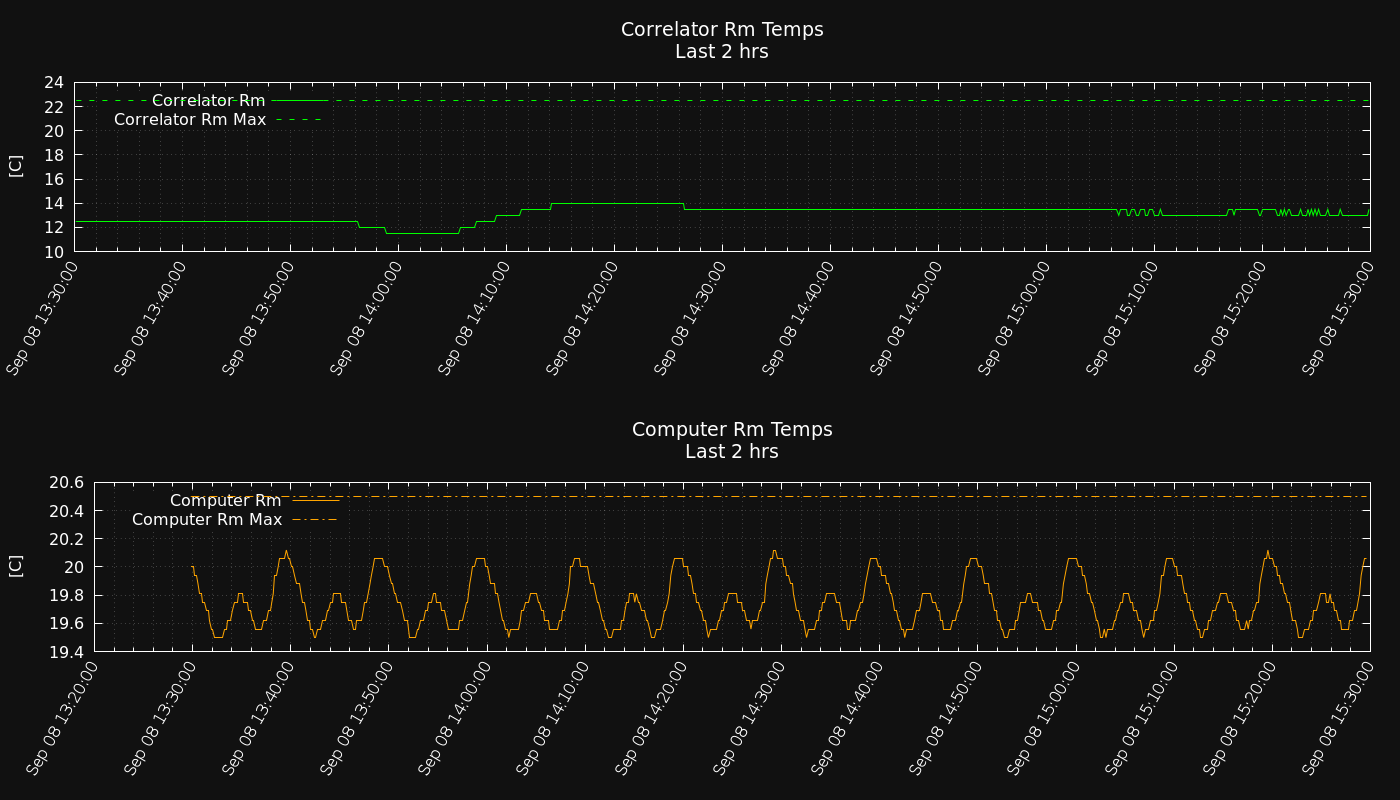 Correlator Rm Temps
Last 2 hrs
24
22
20
18
16
14
12
10
[C]
Correlator Rm
Correlator Rm Max
Sep 08 13:30:00
Sep 08 13:40:00
Sep 08 13:50:00
Sep 08 14:00:00
Sep 08 14:10:00
Sep 08 14:20:00
Sep 08 14:30:00
Sep 08 14:40:00
Sep 08 14:50:00
Sep 08 15:00:00
Sep 08 15:10:00
Sep 08 15:20:00
Sep 08 15:30:00
Computer Rm Temps
Last 2 hrs
20.6
20.4
20.2
20
19.8
19.6
19.4
[C]
Computer Rm
Computer Rm Max
Sep 08 13:20:00
Sep 08 13:30:00
Sep 08 13:40:00
Sep 08 13:50:00
Sep 08 14:00:00
Sep 08 14:10:00
Sep 08 14:20:00
Sep 08 14:30:00
Sep 08 14:40:00
Sep 08 14:50:00
Sep 08 15:00:00
Sep 08 15:10:00
Sep 08 15:20:00
Sep 08 15:30:00